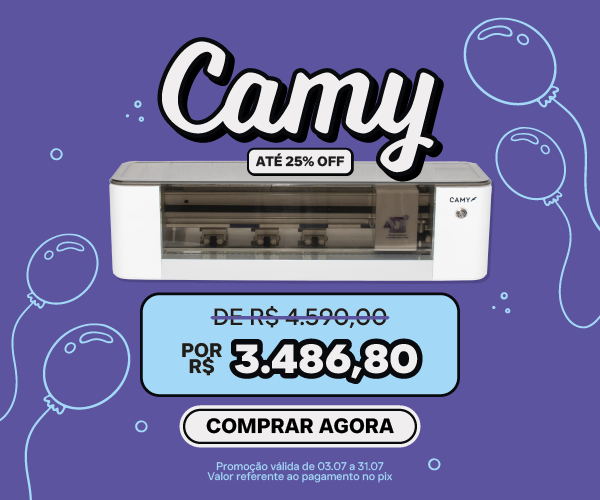 Camy
ATÉ 25% OFF
CAMY
DE R$ 4.590,00
POR
R$ 3.486,80
COMPRAR AGORA
Promoção válida de 03.07 a 31.07
Valor referente ao pagamento no pix